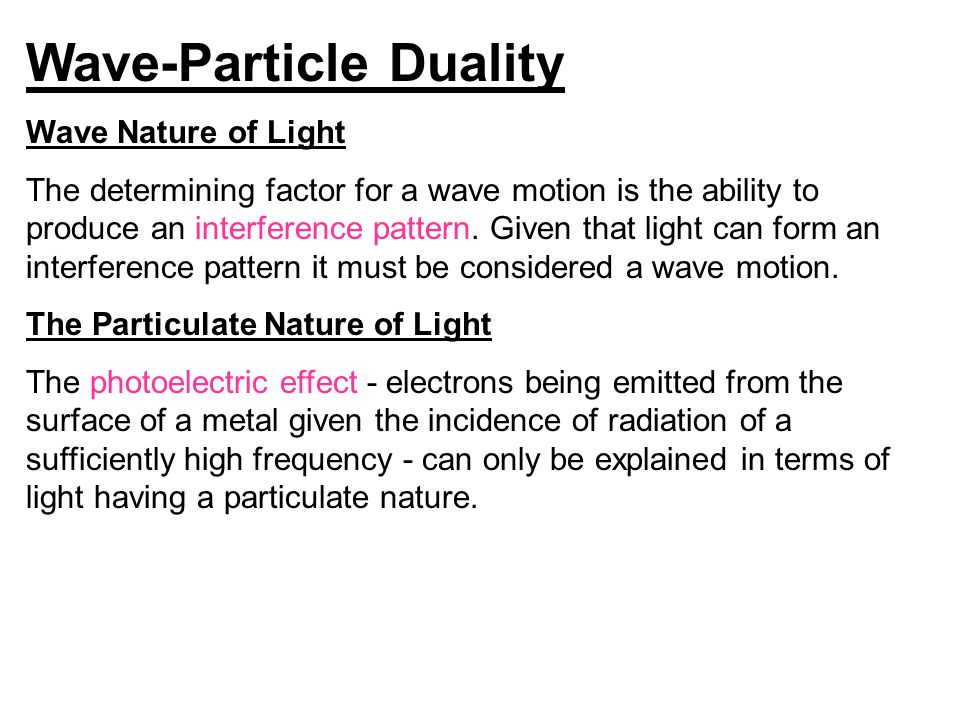 Wave-Particle Duality
Wave Nature of Light
The determining factor for a wave motion is the ability to
produce an interference pattern. Given that light can form an
interference pattern it must be considered a wave motion.
The Particulate Nature of Light
The photoelectric effect - electrons being emitted from the
surface of a metal given the incidence of radiation of a
sufficiently high frequency - can only be explained in terms of
light having a particulate nature.